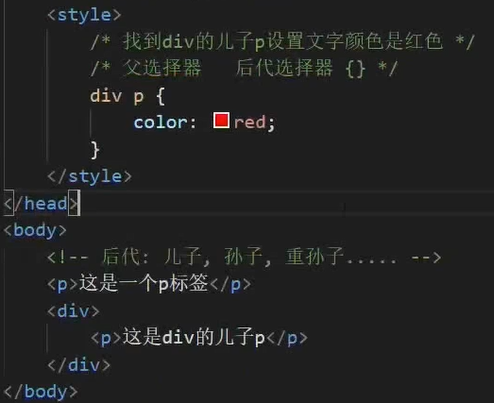 <style>
/* 找到div的儿子p设置文字颜色是红色 */
/* 父选择器   后代选择器 {} */
div p {
color: red;
}
</style>
</head>
<body>
<!-- 后代: 儿子, 孙子, 重孙子..... -->
<p>这是一个p标签</p>
<div>
<p>这是div的儿子p</p>
</div>
</body>